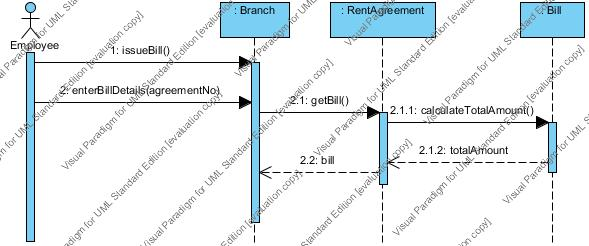 : Branch
: RentAgreement
: Bill
Employee
1: issueBill()
2: enterBillDetails(agreementNo)
2.1: getBill()
2.1.1: calculateTotalAmount()
2.1.2: totalAmount
2.2: bill
Visual Paradigm for UML Standard Edition [evaluation copy]